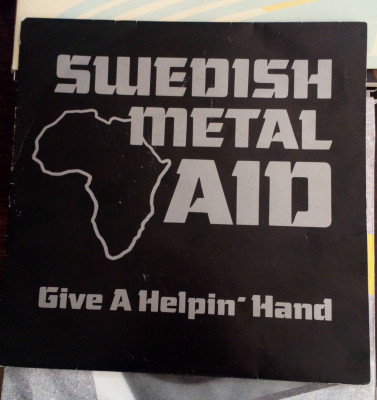 SWEDISH
METAL
AID
Give A Helpin' Hand